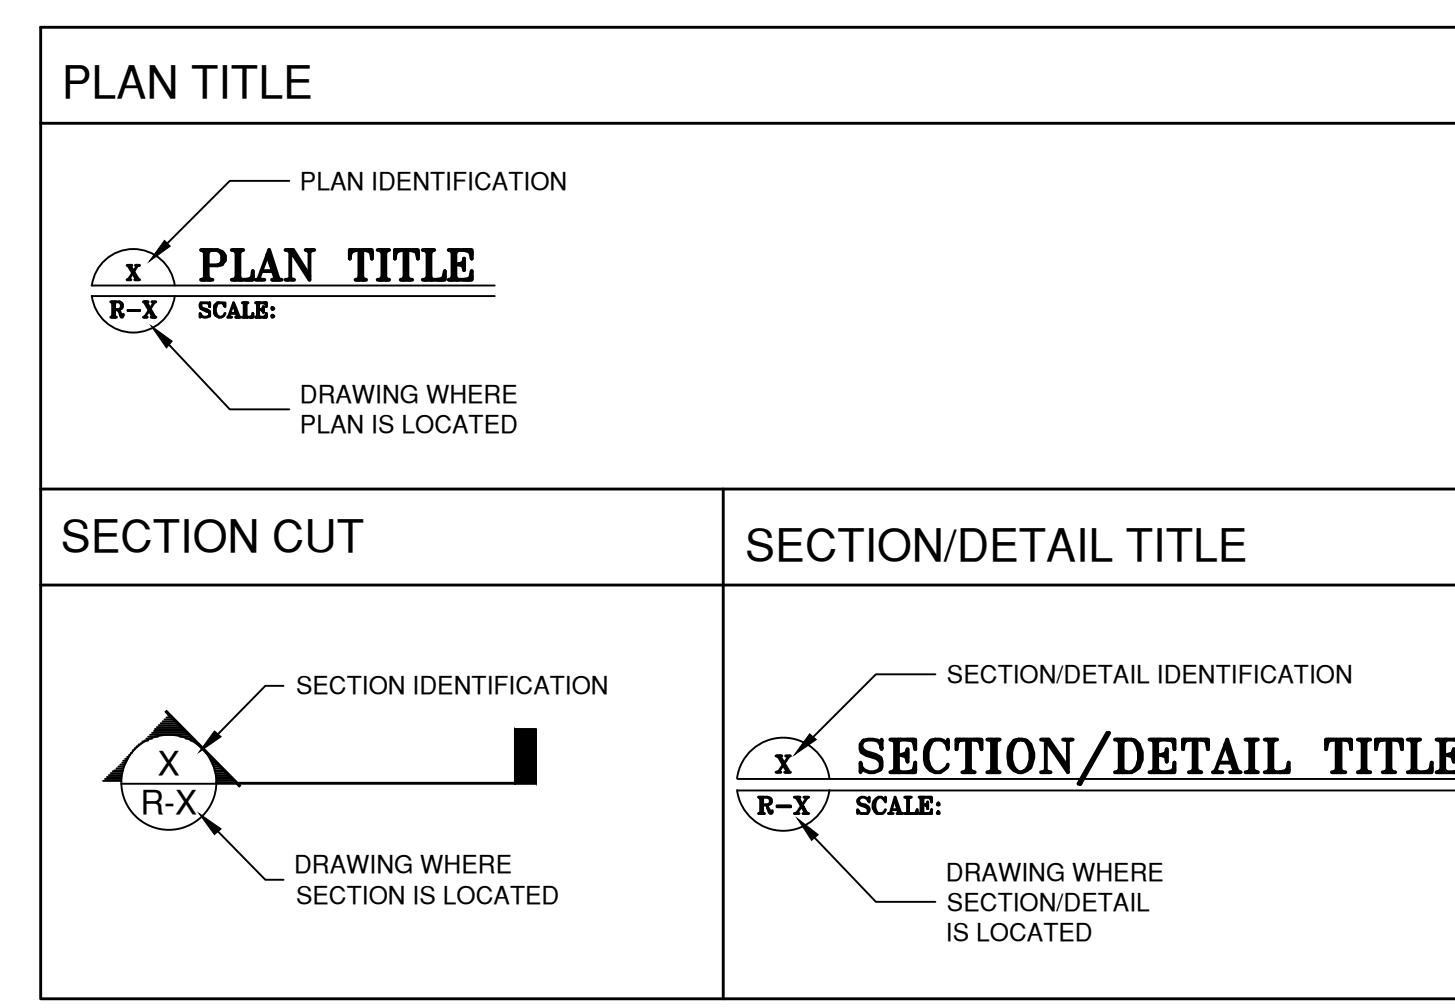 PLAN TITLE
PLAN IDENTIFICATION
X
PLAN TITLE
R-X
SCALE:
DRAWING WHERE
PLAN IS LOCATED
SECTION CUT
SECTION IDENTIFICATION
X
R-X
DRAWING WHERE
SECTION IS LOCATED
SECTION/DETAIL TITLE
SECTION/DETAIL IDENTIFICATION
X
SECTION/DETAIL TITLE
R-X
SCALE:
DRAWING WHERE
SECTION/DETAIL
IS LOCATED